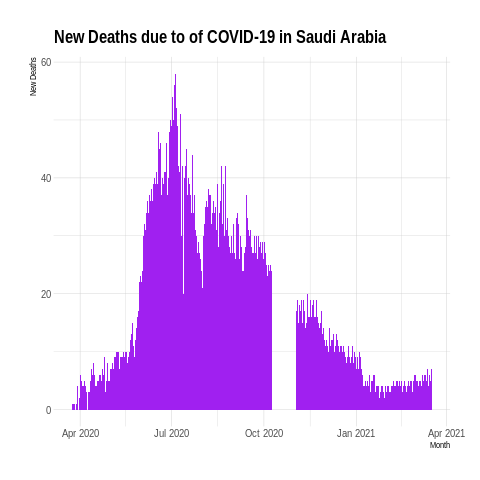 New Deaths due to of COVID-19 in Saudi Arabia
New Deaths
60
40
20
0
Apr 2020 Jul 2020 Oct 2020 Jan 2021 Apr 2021
Month